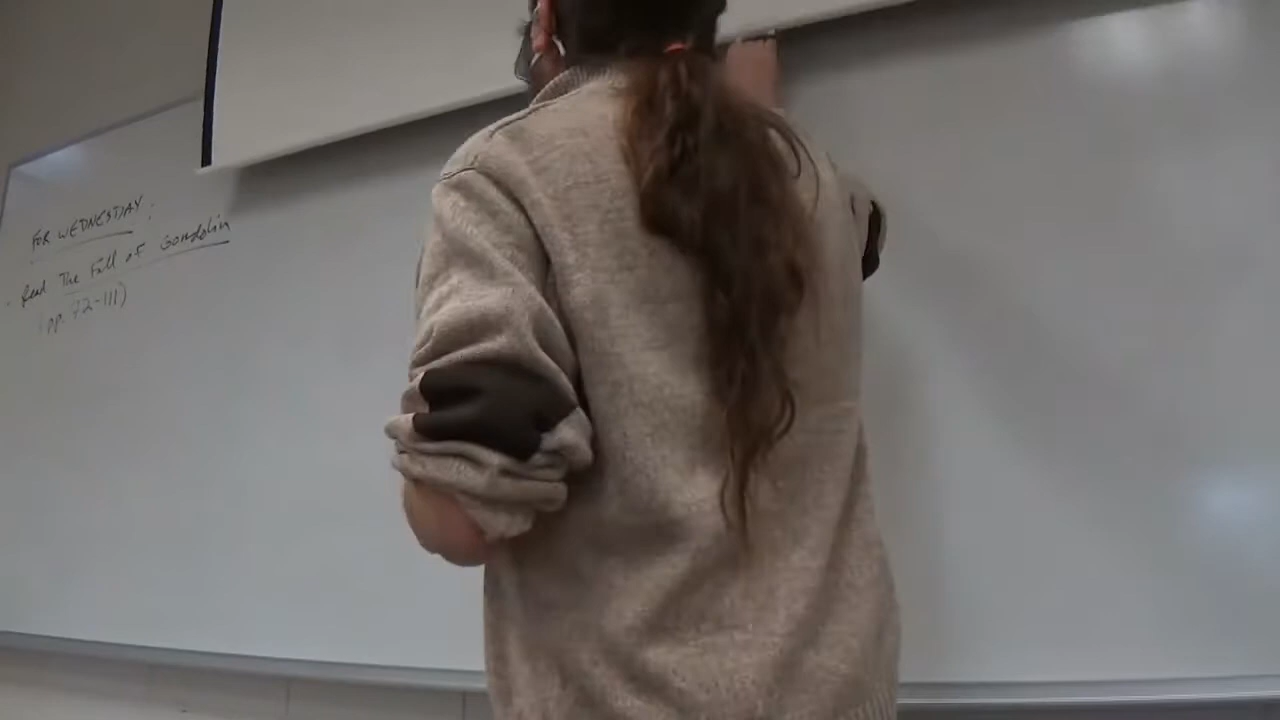 FOR WEDNESDAY:
- Read The Fall of Gondolin
(pp. 72-111)